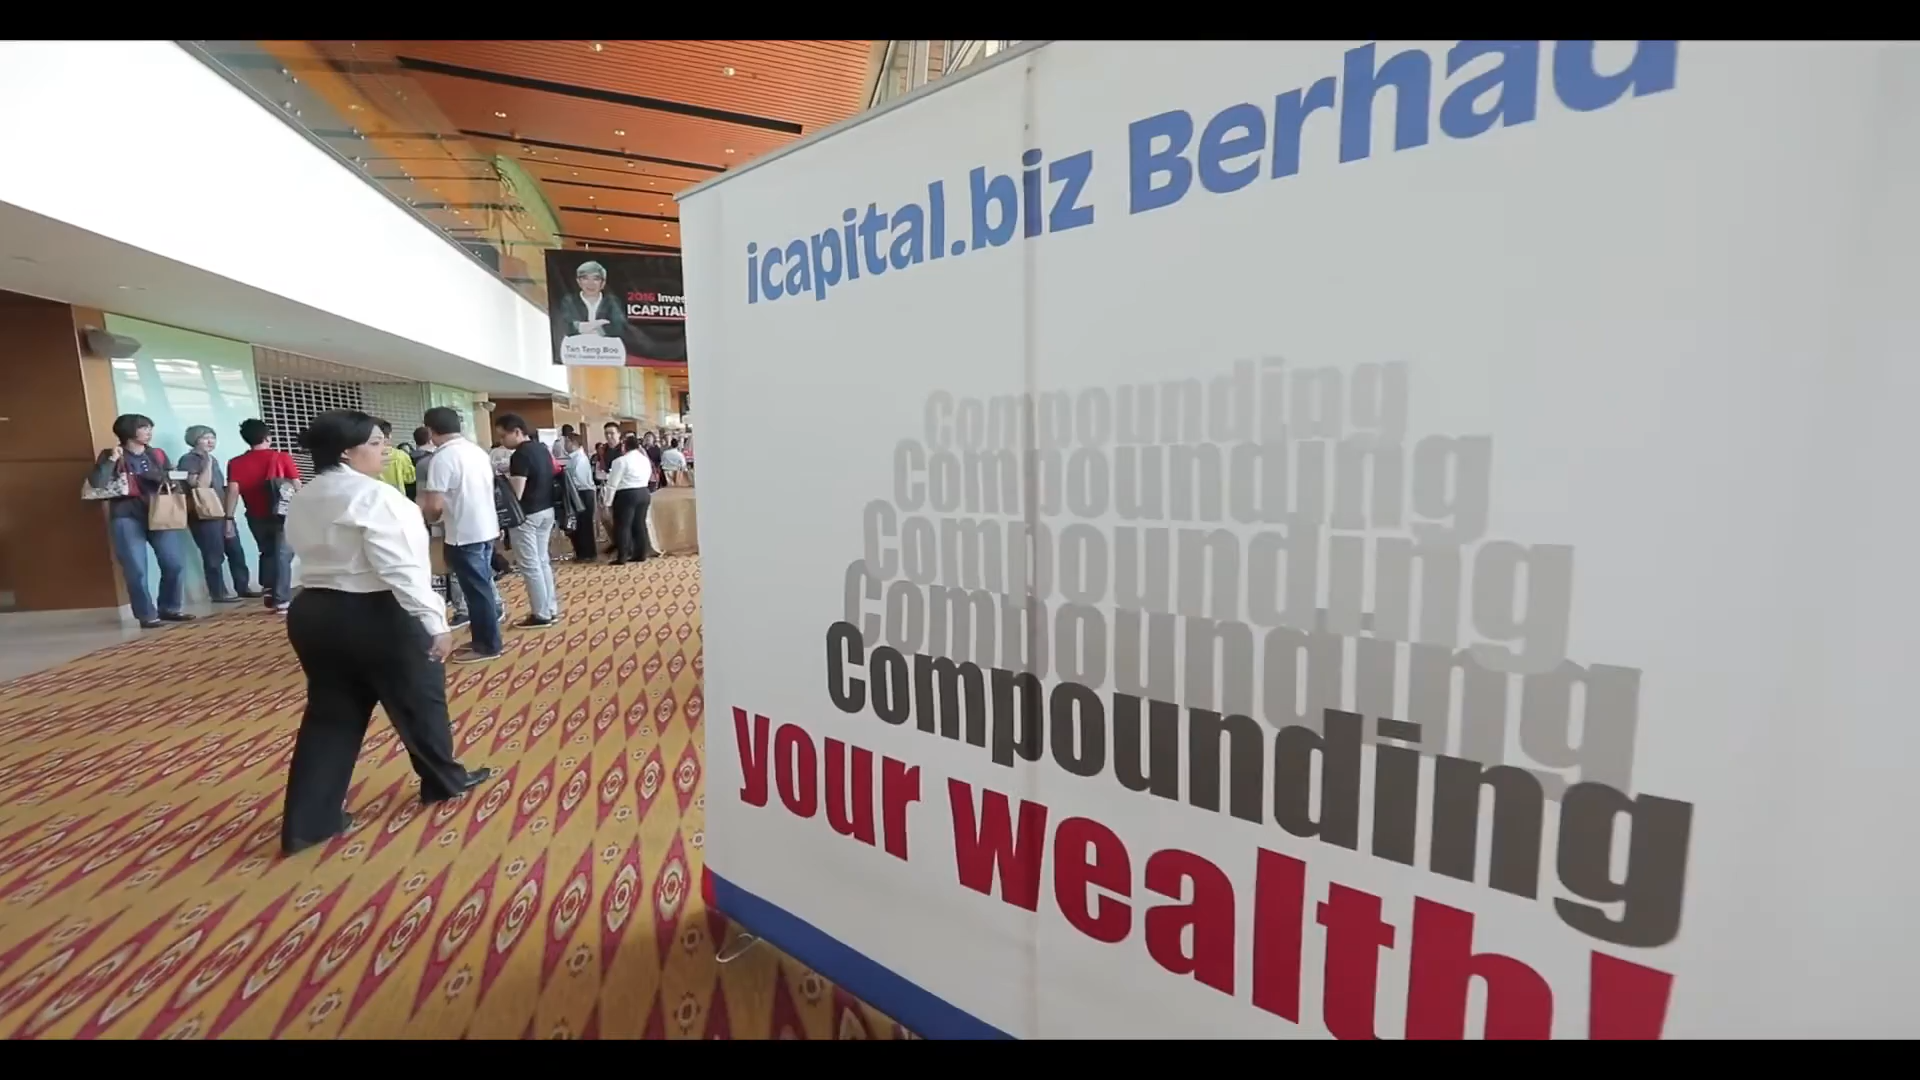 icapital.biz Berhad
2016 Inves
ICAPITAL
Tan Teng Boo
Compounding
Compounding
Compounding
Compounding
Compounding
your wealth!